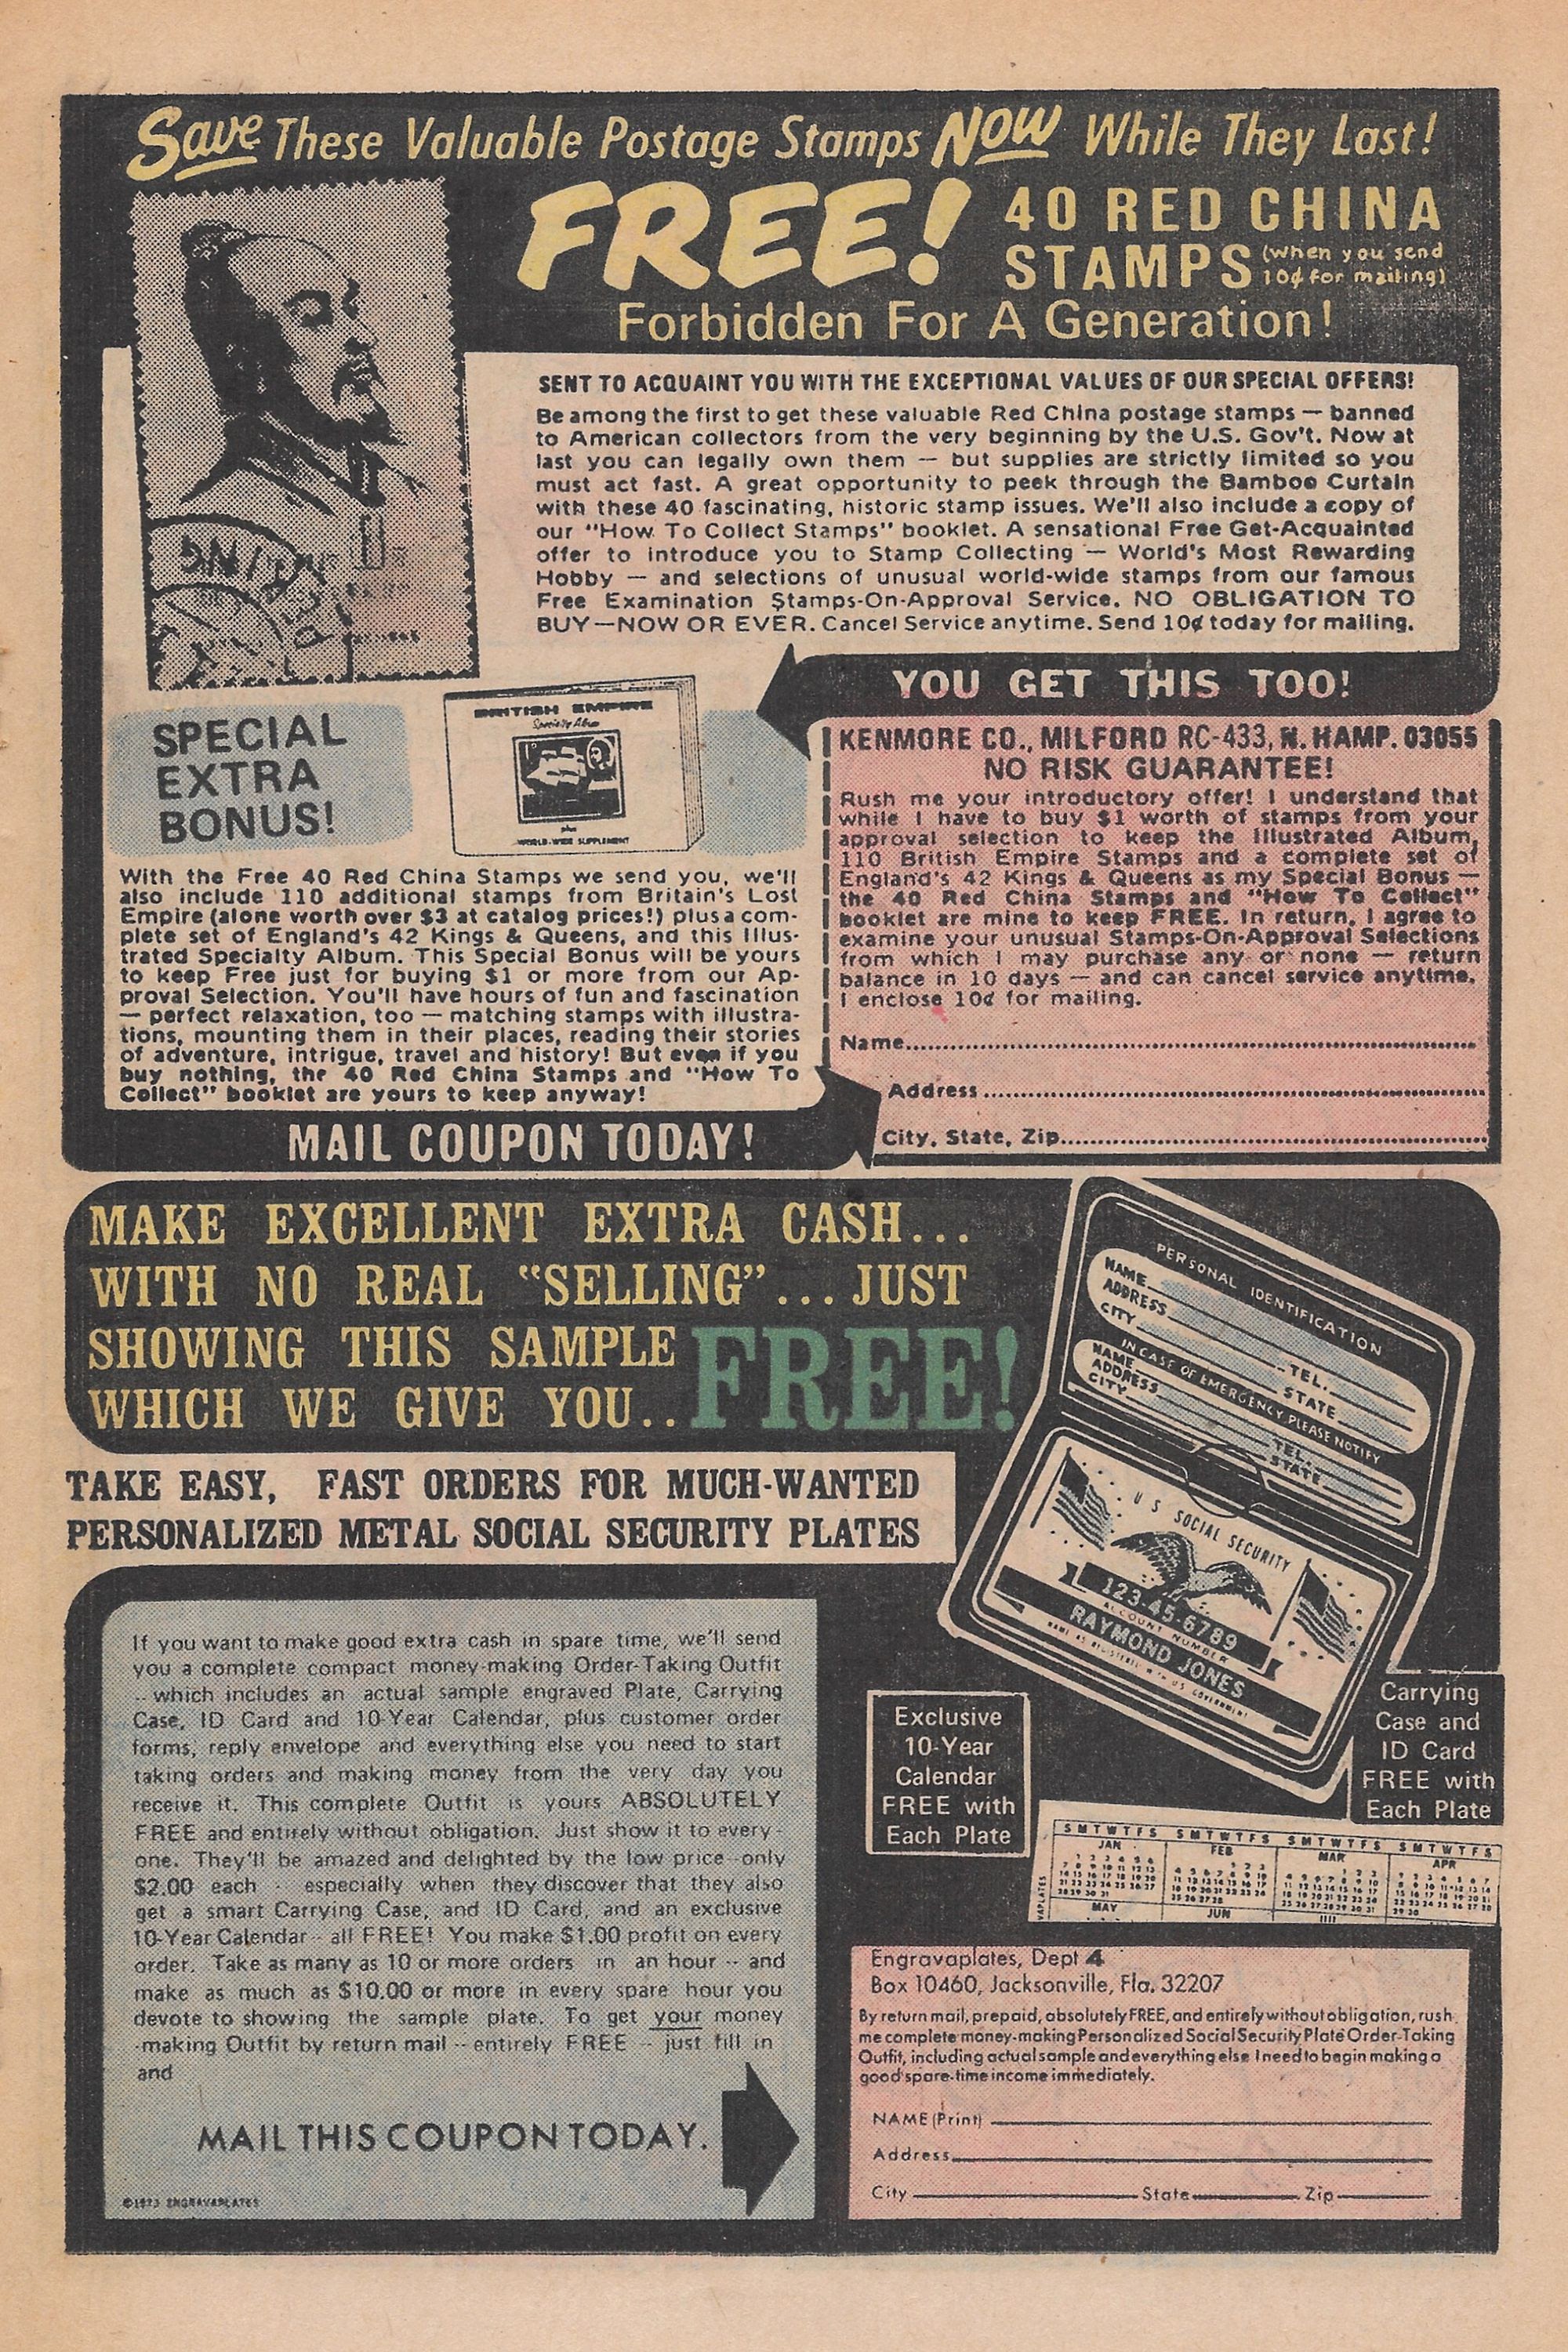 Save These Valuable Postage Stamps NOW While They Last!
FREE! 40 RED CHINA
STAMPS (when you send
10¢ for mailing)
Forbidden For A Generation!
SENT TO ACQUAINT YOU WITH THE EXCEPTIONAL VALUES OF OUR SPECIAL OFFERS!
Be among the first to get these valuable Red China postage stamps — banned
to American collectors from the very beginning by the U.S. Gov't. Now at
last you can legally own them — but supplies are strictly limited so you
must act fast. A great opportunity to peek through the Bamboo Curtain
with these 40 fascinating, historic stamp issues. We'll also include a copy of
our "How To Collect Stamps" booklet. A sensational Free Get-Acquainted
offer to introduce you to Stamp Collecting — World's Most Rewarding
Hobby — and selections of unusual world-wide stamps from our famous
Free Examination Stamps-On-Approval Service. NO OBLIGATION TO
BUY—NOW OR EVER. Cancel Service anytime. Send 10¢ today for mailing.
YOU GET THIS TOO!
SPECIAL
EXTRA
BONUS!
BRITISH EMPIRE
Specialty Album
plus
WORLD-WIDE SUPPLEMENT
With the Free 40 Red China Stamps we send you, we'll
also include 110 additional stamps from Britain's Lost
Empire (alone worth over $3 at catalog prices!) plus a com-
plete set of England's 42 Kings & Queens, and this Illus-
trated Specialty Album. This Special Bonus will be yours
to keep Free just for buying $1 or more from our Ap-
proval Selection. You'll have hours of fun and fascination
— perfect relaxation, too — matching stamps with illustra-
tions, mounting them in their places, reading their stories
of adventure, intrigue, travel and history! But even if you
buy nothing, the 40 Red China Stamps and "How To
Collect" booklet are yours to keep anyway!
MAIL COUPON TODAY!
KENMORE CO., MILFORD RC-433, N. HAMP. 03055
NO RISK GUARANTEE!
Rush me your introductory offer! I understand that
while I have to buy $1 worth of stamps from your
approval selection to keep the Illustrated Album,
110 British Empire Stamps and a complete set of
England's 42 Kings & Queens as my Special Bonus —
the 40 Red China Stamps and "How To Collect"
booklet are mine to keep FREE. In return, I agree to
examine your unusual Stamps-On-Approval Selections
from which I may purchase any or none — return
balance in 10 days — and can cancel service anytime.
I enclose 10¢ for mailing.
Name
Address
City, State, Zip
MAKE EXCELLENT EXTRA CASH...
WITH NO REAL "SELLING"...JUST
SHOWING THIS SAMPLE
WHICH WE GIVE YOU.. FREE!
TAKE EASY, FAST ORDERS FOR MUCH-WANTED
PERSONALIZED METAL SOCIAL SECURITY PLATES
PERSONAL IDENTIFICATION
NAME
ADDRESS TEL.
CITY STATE
IN CASE OF EMERGENCY PLEASE NOTIFY
NAME
ADDRESS TEL.
CITY STATE
U S SOCIAL SECURITY
123-45-6789
ACCOUNT NUMBER
RAYMOND JONES
If you want to make good extra cash in spare time, we'll send
you a complete compact money-making Order-Taking Outfit
-- which includes an actual sample engraved Plate, Carrying
Case, ID Card and 10-Year Calendar, plus customer order
forms, reply envelope and everything else you need to start
taking orders and making money from the very day you
receive it. This complete Outfit is yours ABSOLUTELY
FREE and entirely without obligation. Just show it to every-
one. They'll be amazed and delighted by the low price--only
$2.00 each -- especially when they discover that they also
get a smart Carrying Case, and ID Card, and an exclusive
10-Year Calendar -- all FREE! You make $1.00 profit on every
order. Take as many as 10 or more orders in an hour -- and
make as much as $10.00 or more in every spare hour you
devote to showing the sample plate. To get your money
-making Outfit by return mail -- entirely FREE -- just fill in
and
MAIL THIS COUPON TODAY.
©1973 ENGRAVAPLATES
Exclusive
10-Year
Calendar
FREE with
Each Plate
Carrying
Case and
ID Card
FREE with
Each Plate
S M T W T F S S M T W T F S S M T W T F S S M T W T F S
JAN FEB MAR APR
MAY JUN
Engravaplates, Dept 4
Box 10460, Jacksonville, Fla. 32207
By return mail, prepaid, absolutely FREE, and entirely without obligation, rush
me complete money-making Personalized Social Security Plate Order-Taking
Outfit, including actual sample and everything else I need to begin making a
good spare-time income immediately.
NAME (Print)
Address
City State Zip